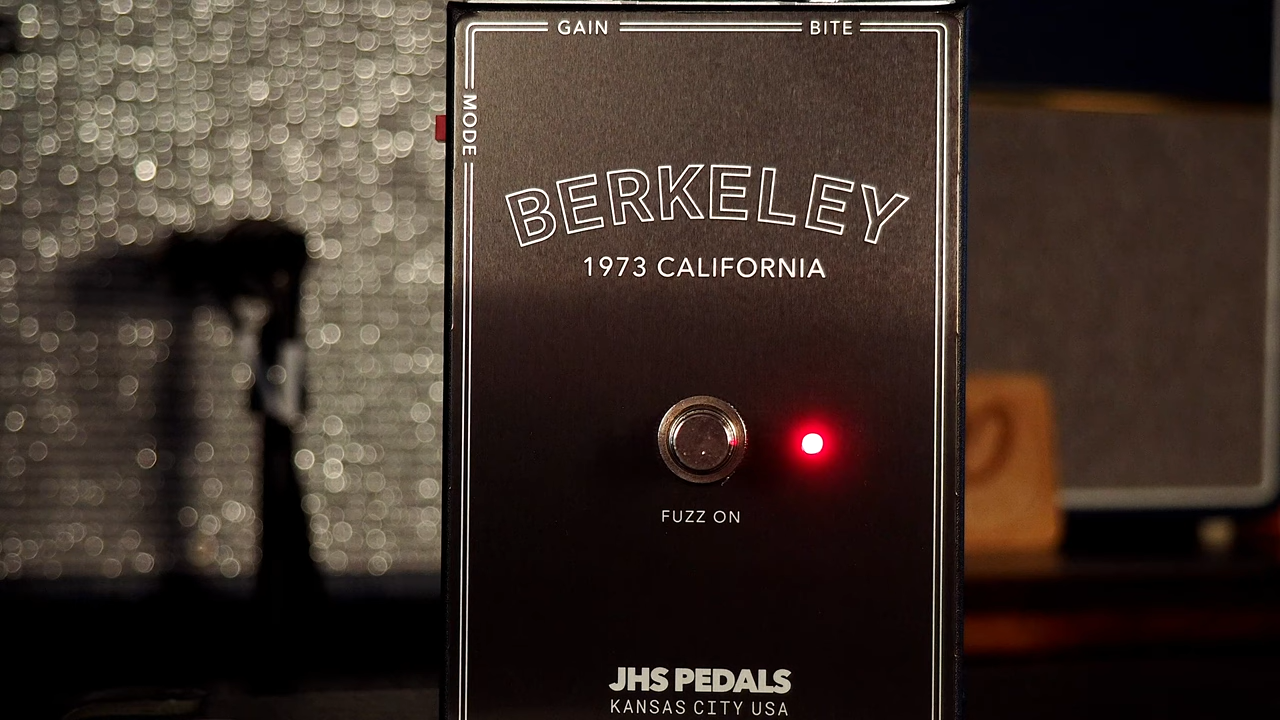 GAIN BITE
MODE
BERKELEY
1973 CALIFORNIA
FUZZ ON
JHS PEDALS
KANSAS CITY USA